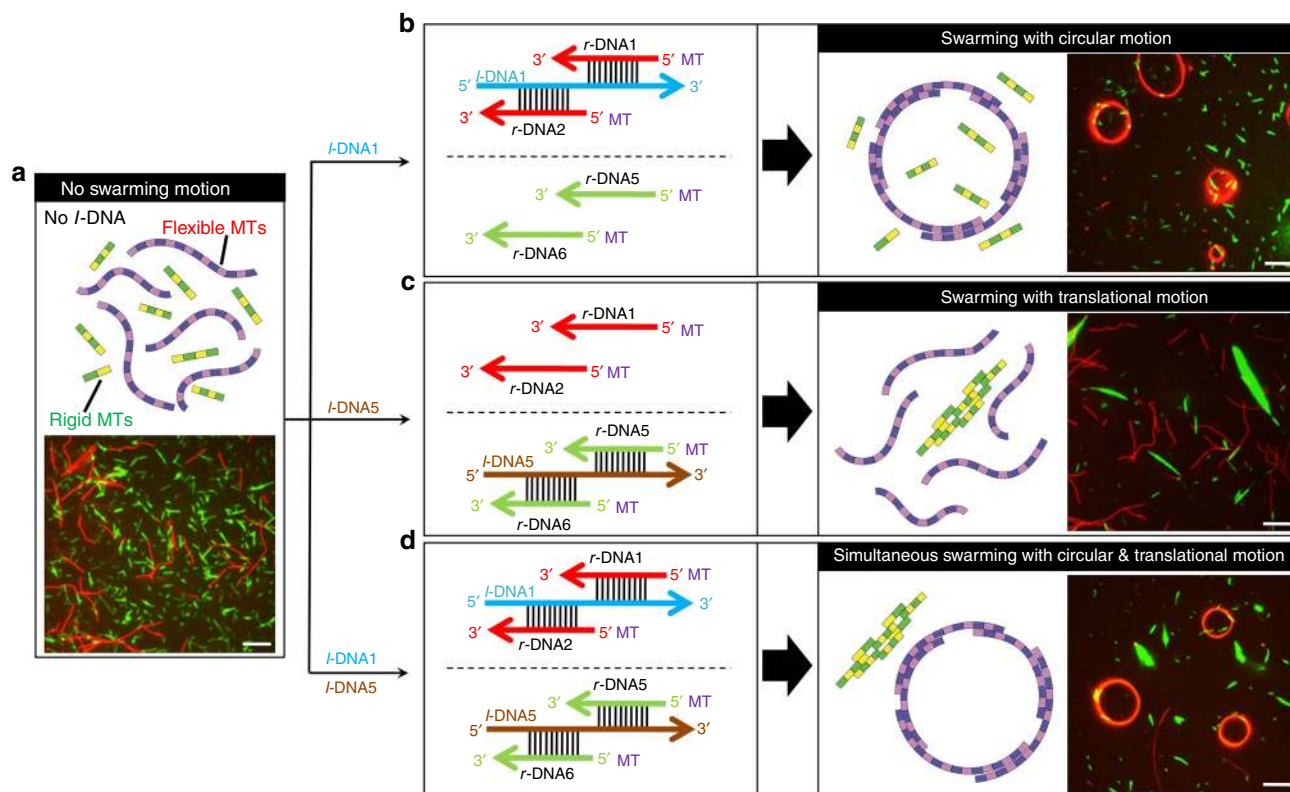 a
No swarming motion
No l-DNA
Flexible MTs
Rigid MTs
l-DNA1
l-DNA5
l-DNA1
l-DNA5
b
r-DNA1
3′ 5′ MT
5′ l-DNA1 3′
3′ 5′ MT
r-DNA2
r-DNA5
3′ 5′ MT
3′ 5′ MT
r-DNA6
Swarming with circular motion
c
r-DNA1
3′ 5′ MT
3′ 5′ MT
r-DNA2
r-DNA5
3′ 5′ MT
5′ l-DNA5 3′
3′ 5′ MT
r-DNA6
Swarming with translational motion
d
r-DNA1
3′ 5′ MT
5′ l-DNA1 3′
3′ 5′ MT
r-DNA2
r-DNA5
3′ 5′ MT
5′ l-DNA5 3′
3′ 5′ MT
r-DNA6
Simultaneous swarming with circular & translational motion